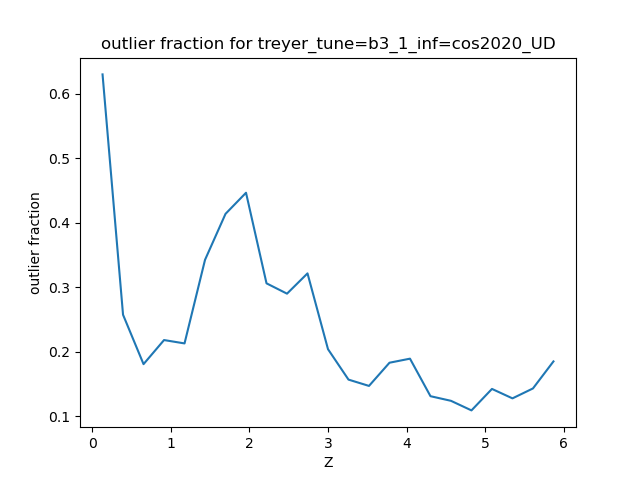 outlier fraction for treyer_tune=b3_1_inf=cos2020_UD
0.6
0.5
0.4
0.3
0.2
0.1
outlier fraction
0 1 2 3 4 5 6
Z